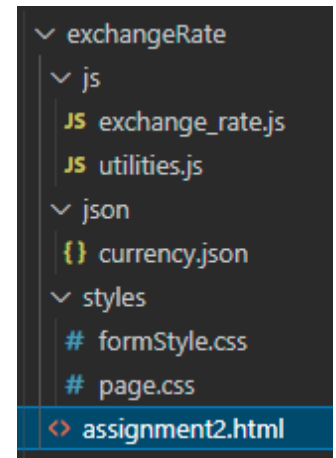 exchangeRate
js
JS exchange_rate.js
JS utilities.js
json
{} currency.json
styles
# formStyle.css
# page.css
<> assignment2.html